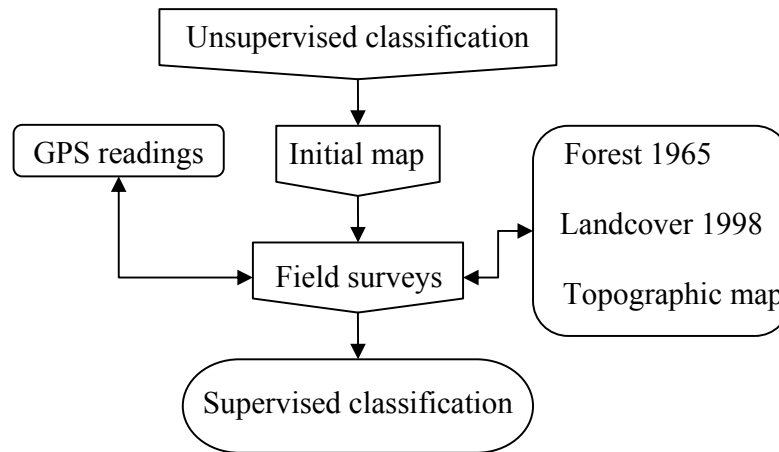 Unsupervised classification
GPS readings
Initial map
Forest 1965
Landcover 1998
Topographic map
Field surveys
Supervised classification